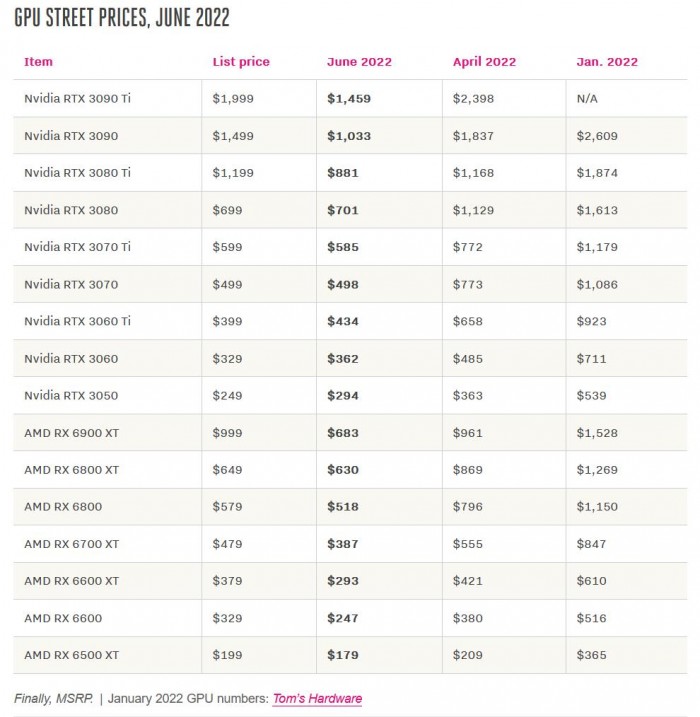 GPU STREET PRICES, JUNE 2022
Item List price June 2022 April 2022 Jan. 2022
Nvidia RTX 3090 Ti $1,999 $1,459 $2,398 N/A
Nvidia RTX 3090 $1,499 $1,033 $1,837 $2,609
Nvidia RTX 3080 Ti $1,199 $881 $1,168 $1,874
Nvidia RTX 3080 $699 $701 $1,129 $1,613
Nvidia RTX 3070 Ti $599 $585 $772 $1,179
Nvidia RTX 3070 $499 $498 $773 $1,086
Nvidia RTX 3060 Ti $399 $434 $658 $923
Nvidia RTX 3060 $329 $362 $485 $711
Nvidia RTX 3050 $249 $294 $363 $539
AMD RX 6900 XT $999 $683 $961 $1,528
AMD RX 6800 XT $649 $630 $869 $1,269
AMD RX 6800 $579 $518 $796 $1,150
AMD RX 6700 XT $479 $387 $555 $847
AMD RX 6600 XT $379 $293 $421 $610
AMD RX 6600 $329 $247 $380 $516
AMD RX 6500 XT $199 $179 $209 $365
Finally, MSRP. | January 2022 GPU numbers: Tom's Hardware